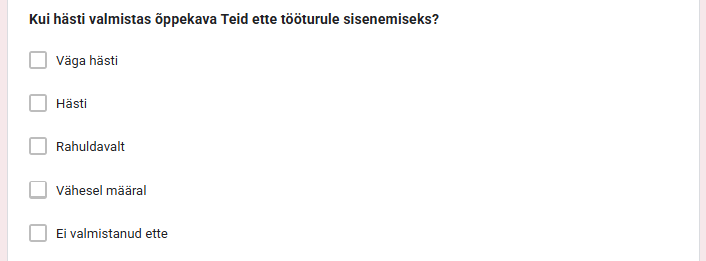 Kui hästi valmistas õppekava Teid ette tööturule sisenemiseks?
Väga hästi
Hästi
Rahuldavalt
Vähesel määral
Ei valmistanud ette